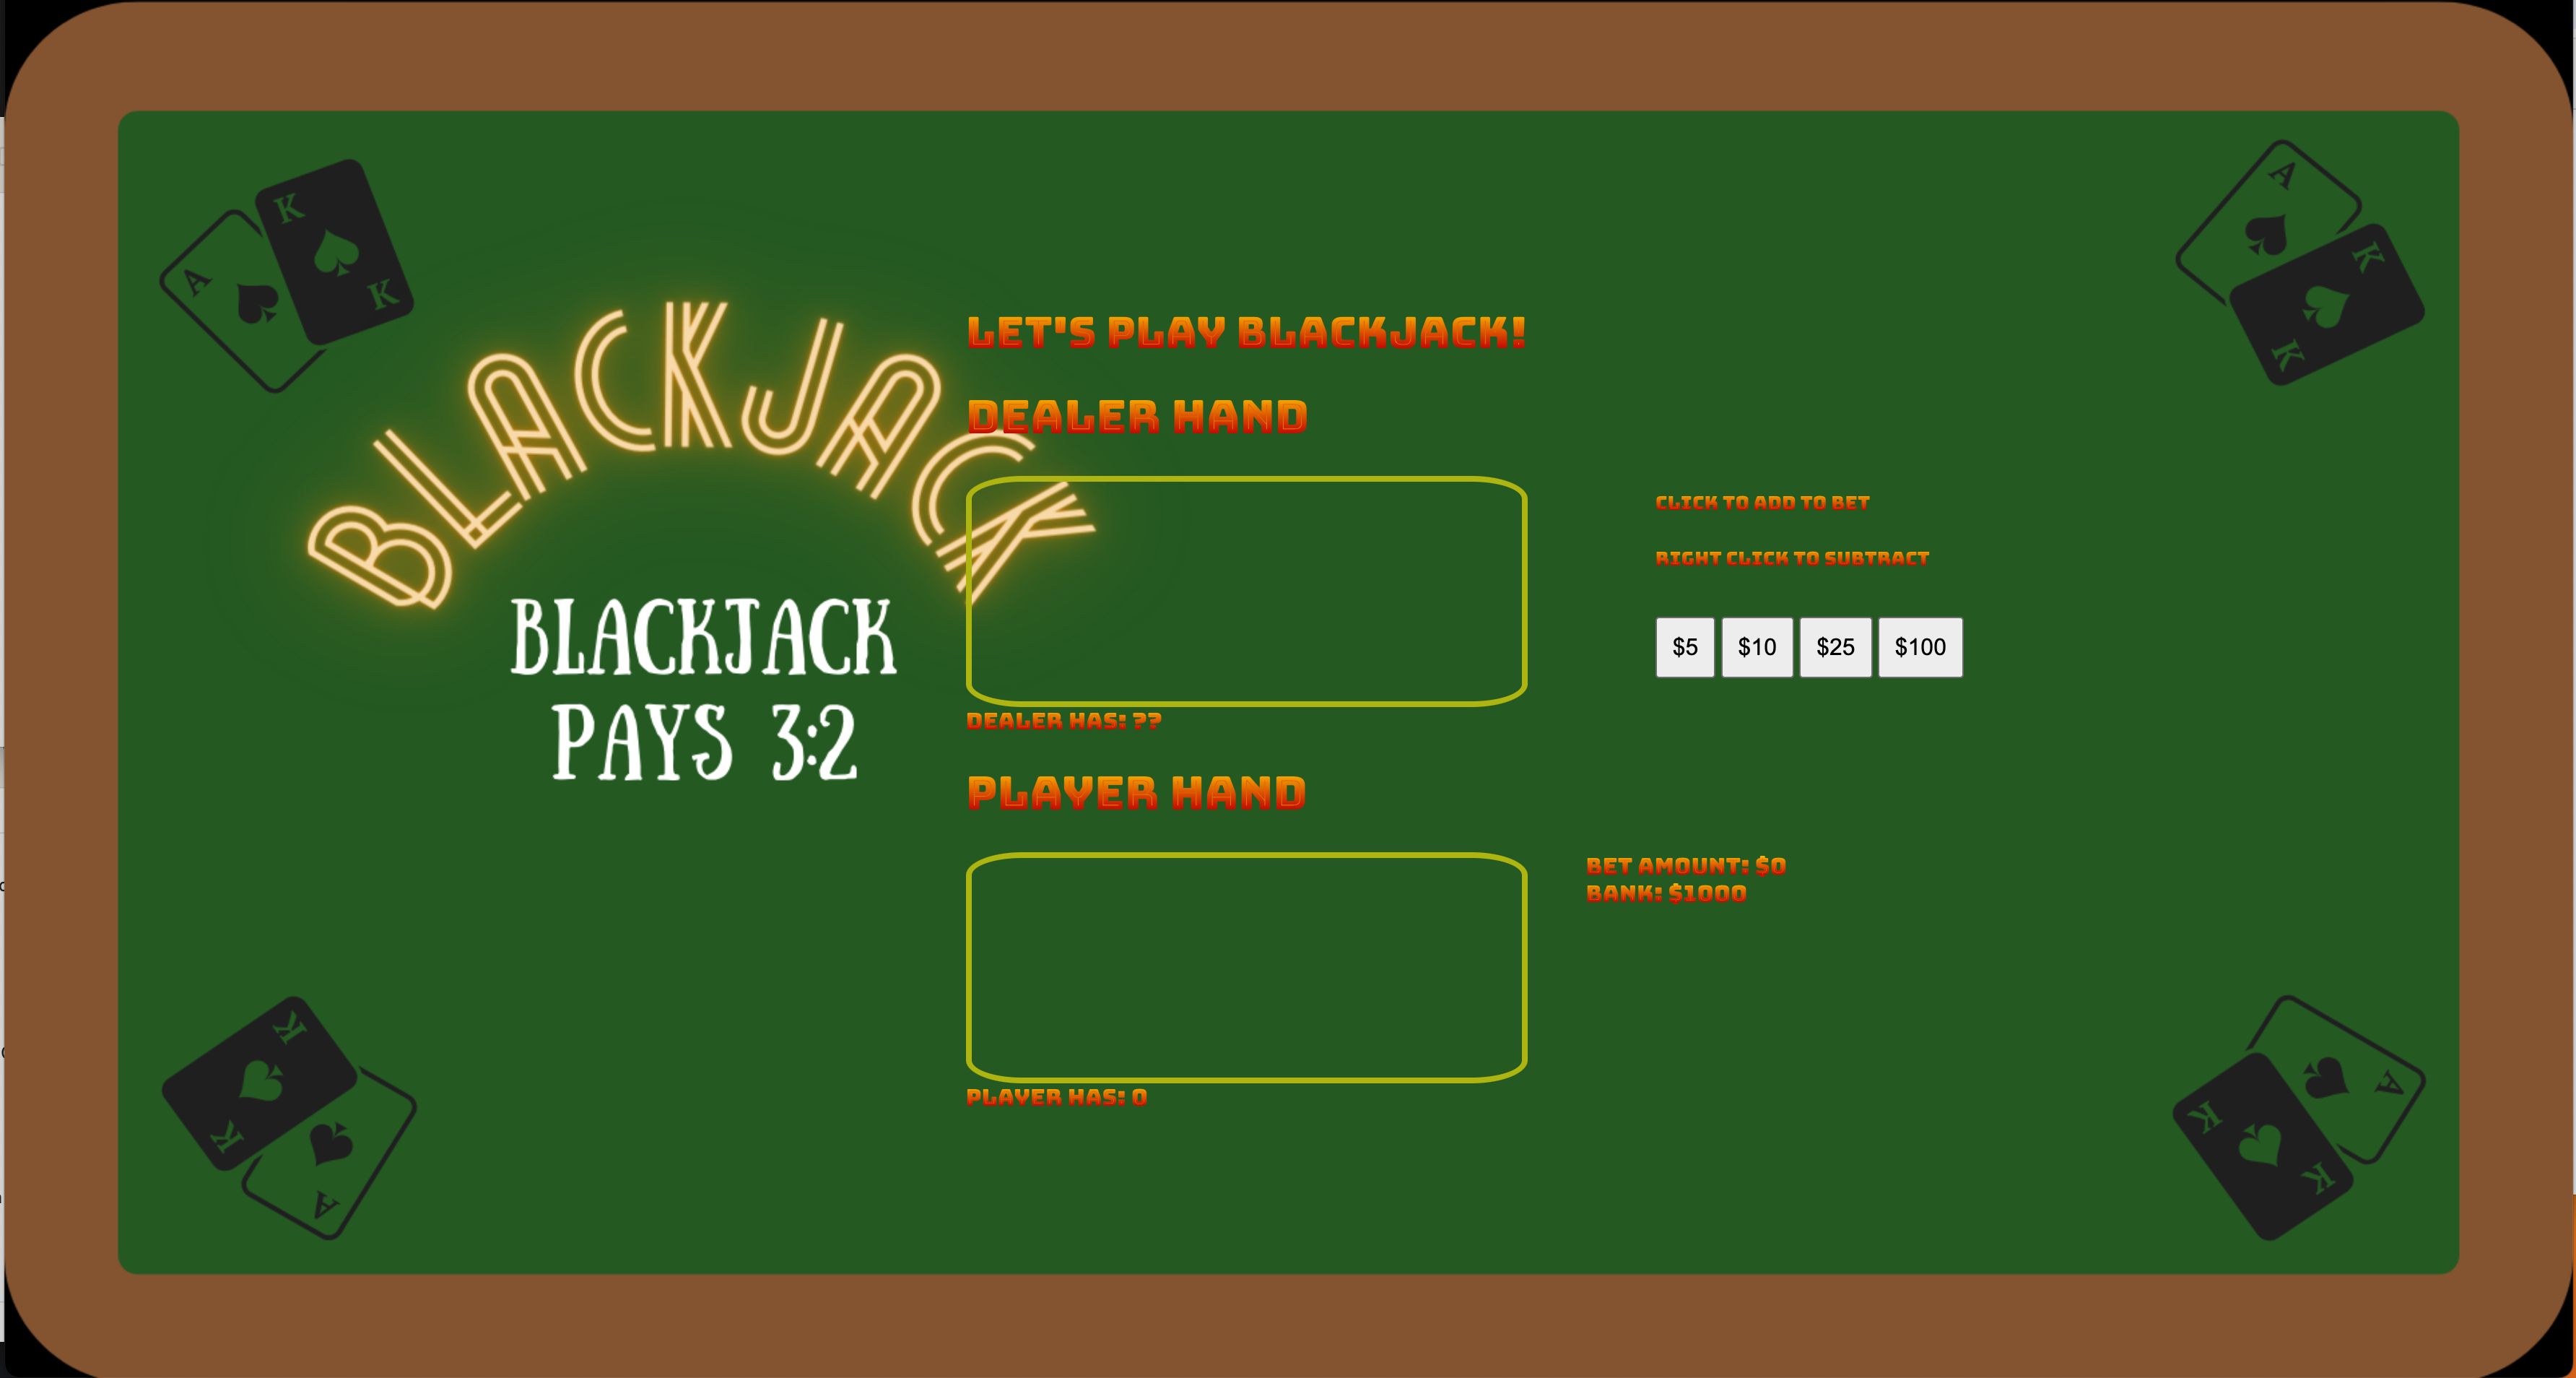 K
A
K
A
K
K
BLACKJACK
BLACKJACK
PAYS 3:2
LET'S PLAY BLACKJACK!
DEALER HAND
DEALER HAS: ??
PLAYER HAND
PLAYER HAS: 0
CLICK TO ADD TO BET
RIGHT CLICK TO SUBTRACT
$5 $10 $25 $100
BET AMOUNT: $0
BANK: $1000
K
K
A
A
K
K